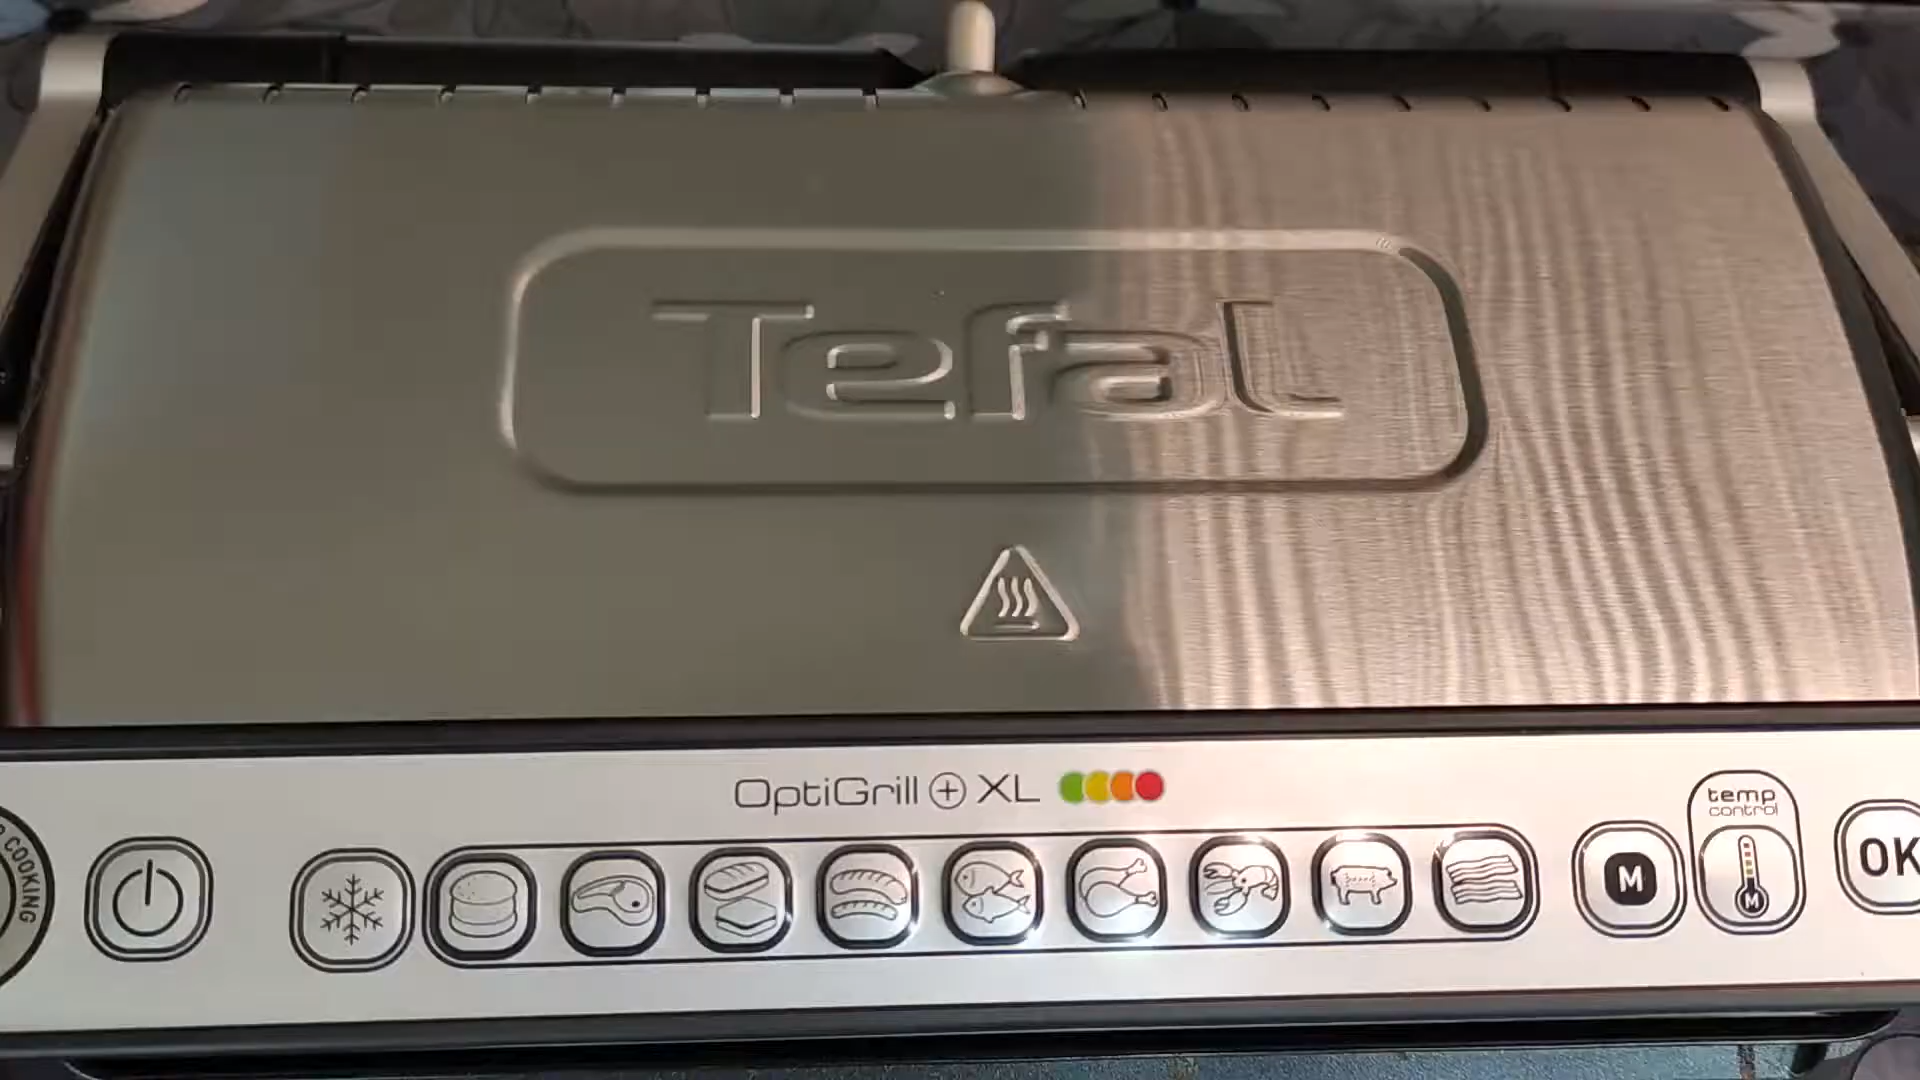 Tefal
OptiGrill + XL
COOKING
M
temp
control
M
OK